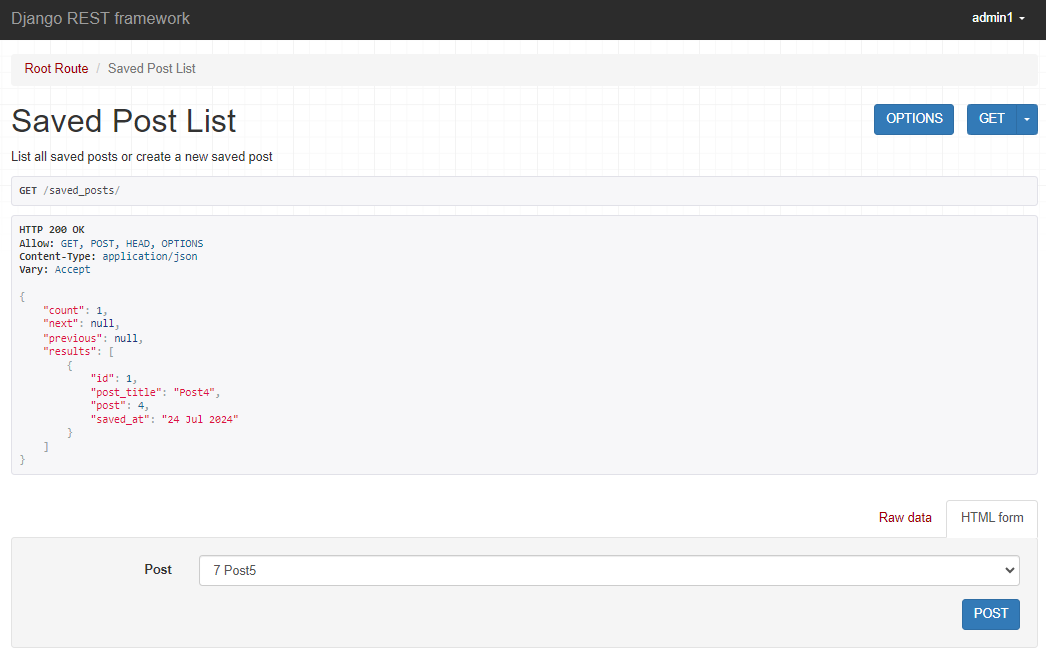 Django REST framework
admin1
Root Route / Saved Post List
Saved Post List
OPTIONS
GET
List all saved posts or create a new saved post
GET /saved_posts/
HTTP 200 OK
Allow: GET, POST, HEAD, OPTIONS
Content-Type: application/json
Vary: Accept
{
    "count": 1,
    "next": null,
    "previous": null,
    "results": [
        {
            "id": 1,
            "post_title": "Post4",
            "post": 4,
            "saved_at": "24 Jul 2024"
        }
    ]
}
Raw data
HTML form
Post
7 Post5
POST